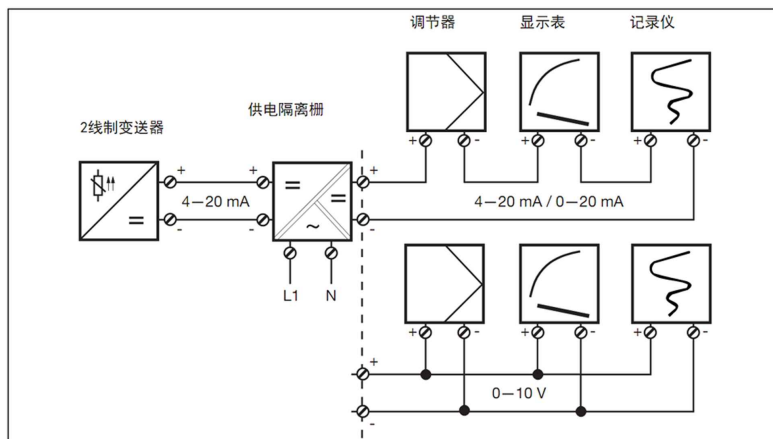 调节器 显示表 记录仪
2线制变送器
供电隔离栅
+ - + - + -
+ + +
4—20 mA
4—20 mA / 0—20 mA
- - -
~
L1 N
+ - + - + -
+
0—10 V
-